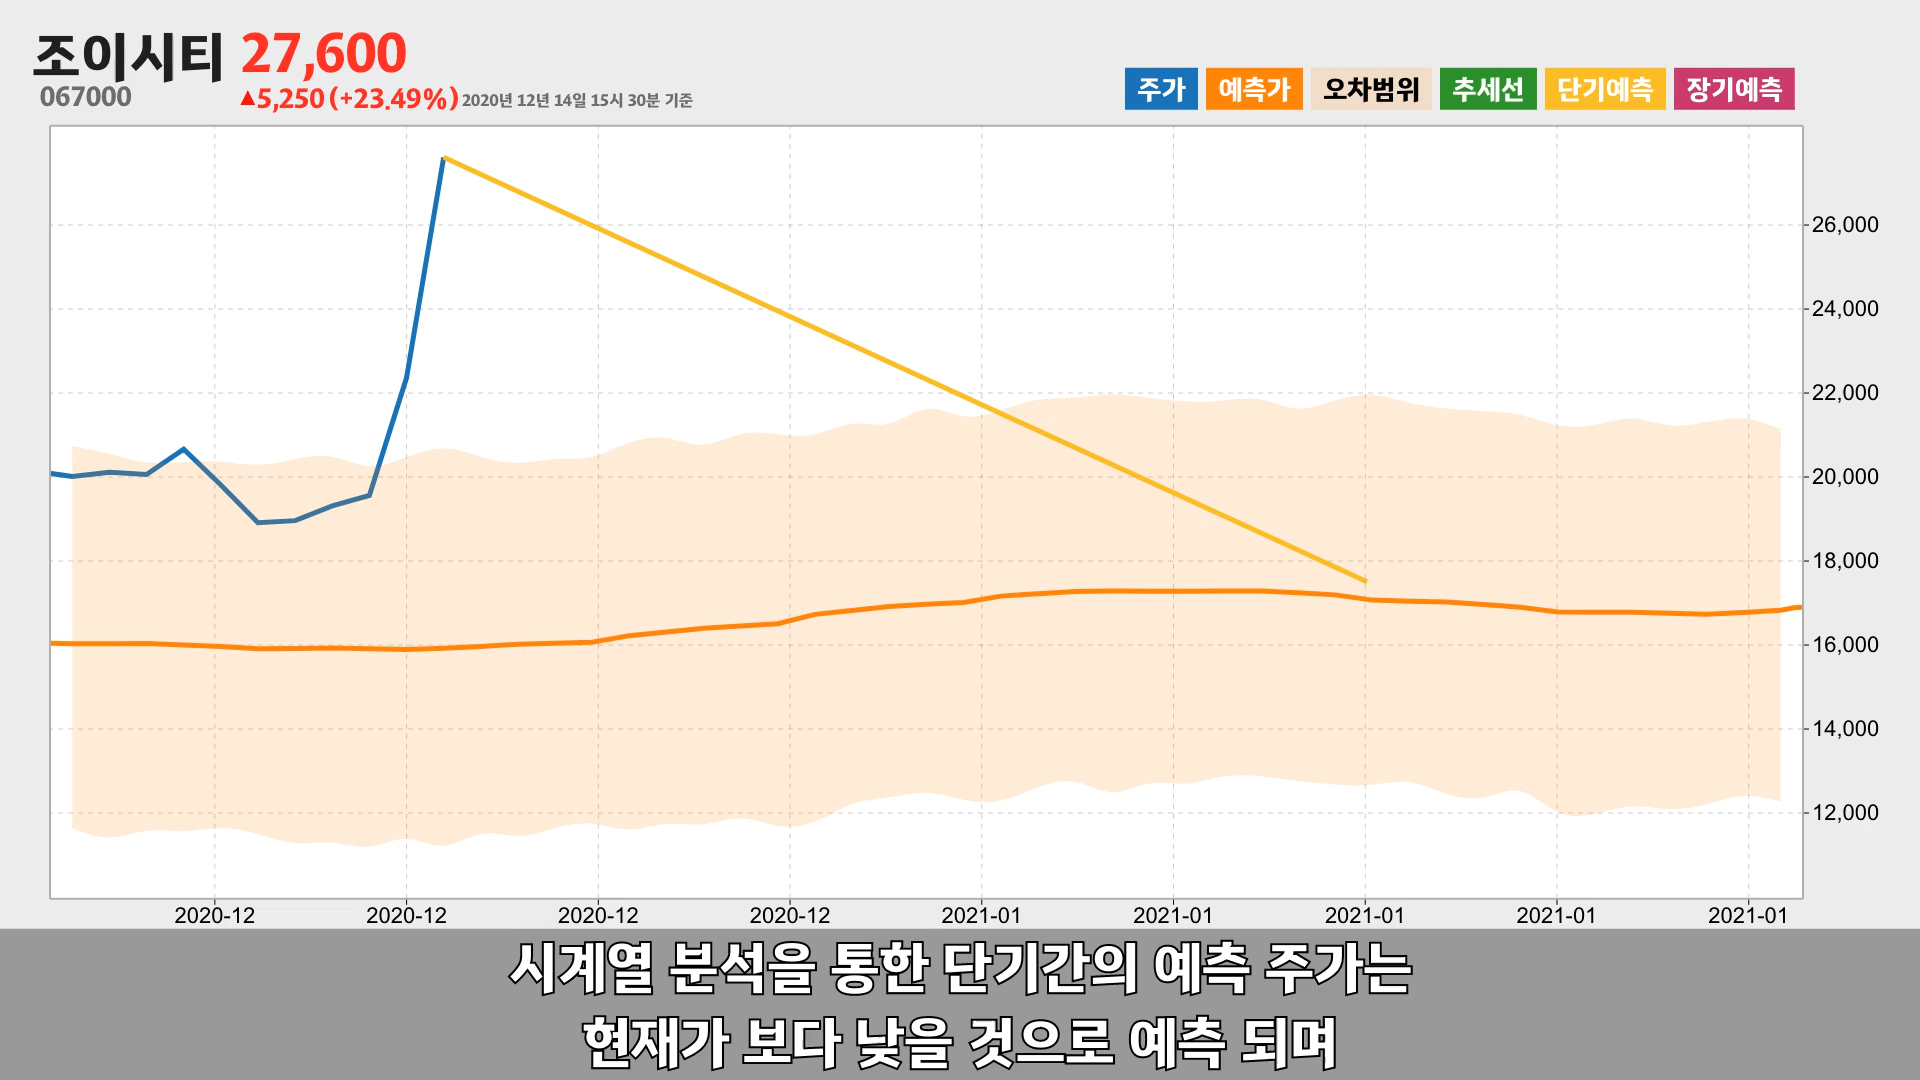 조이시티 27,600
067000
▲5,250 (+23.49%) 2020년 12년 14일 15시 30분 기준
주가 예측가 오차범위 추세선 단기예측 장기예측
26,000
24,000
22,000
20,000
18,000
16,000
14,000
12,000
2020-12 2020-12 2020-12 2020-12 2021-01 2021-01 2021-01 2021-01 2021-01
시계열 분석을 통한 단기간의 예측 주가는
현재가 보다 낮을 것으로 예측 되며